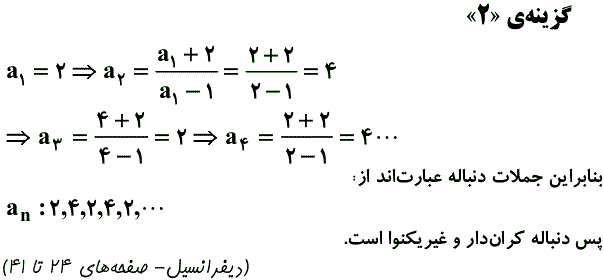 گزینه‌ی «۲»
a₁ = ۲ ⇒ a₂ = (a₁ + ۲)/(a₁ − ۱) = (۲ + ۲)/(۲ − ۱) = ۴
⇒ a₃ = (۴ + ۲)/(۴ − ۱) = ۲ ⇒ a₄ = (۲ + ۲)/(۲ − ۱) = ۴ ⋯
بنابراین جملات دنباله عبارت‌اند از:
aₙ : ۲,۴,۲,۴,۲,⋯
پس دنباله کران‌دار و غیریکنوا است.
(دیفرانسیل- صفحه‌های ۲۴ تا ۴۱)